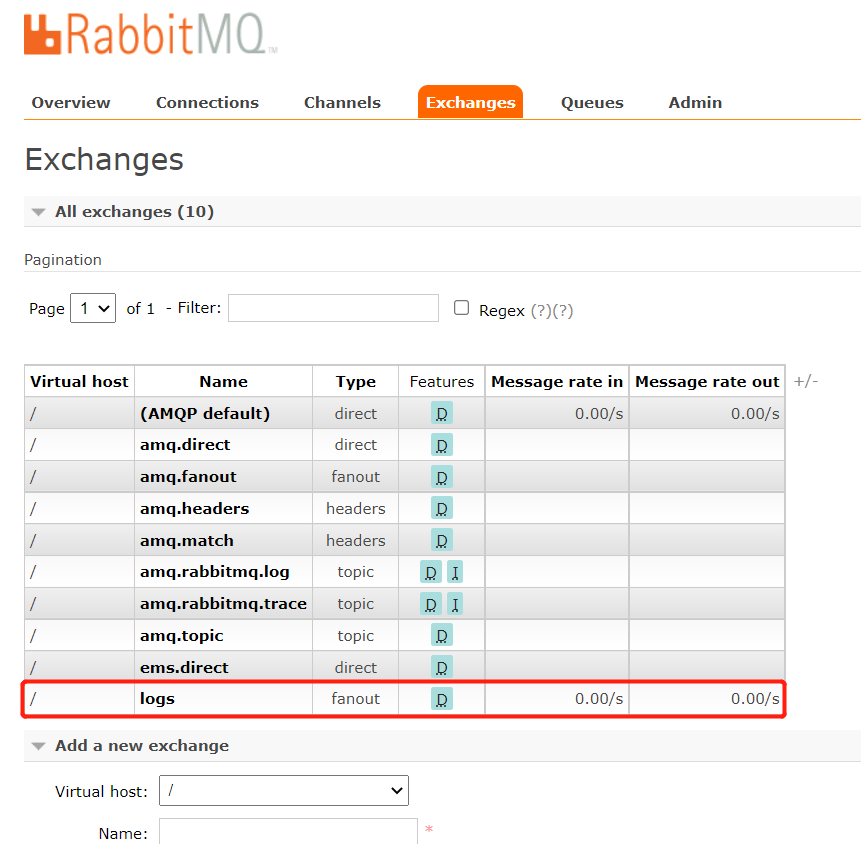 RabbitMQ TM
Overview Connections Channels Exchanges Queues Admin
Exchanges
All exchanges (10)
Pagination
Page 1 of 1 - Filter: Regex (?)(?)
Virtual host Name Type Features Message rate in Message rate out +/-
/ (AMQP default) direct D 0.00/s 0.00/s
/ amq.direct direct D
/ amq.fanout fanout D
/ amq.headers headers D
/ amq.match headers D
/ amq.rabbitmq.log topic D I
/ amq.rabbitmq.trace topic D I
/ amq.topic topic D
/ ems.direct direct D
/ logs fanout D 0.00/s 0.00/s
Add a new exchange
Virtual host: /
Name: *